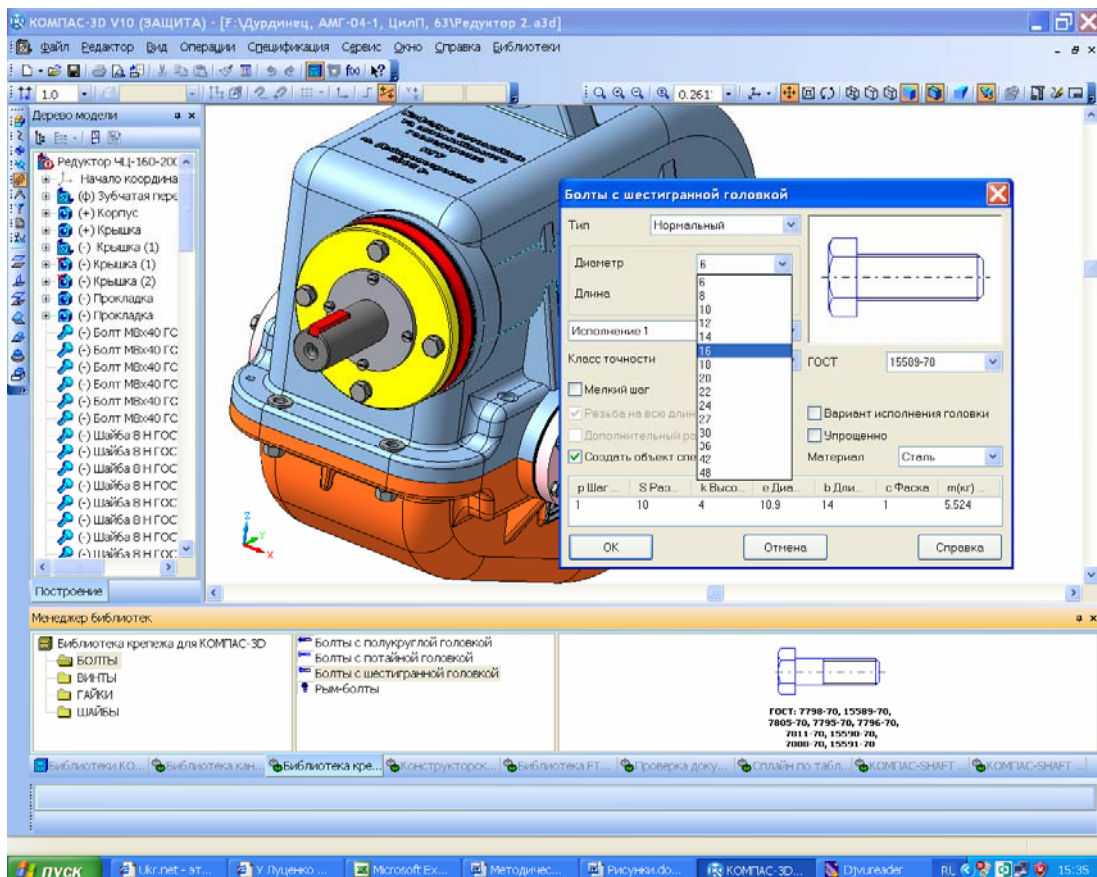 КОМПАС-3D V10 (ЗАЩИТА) - [F:\Дурдинец, АМГ-04-1, ЦилП, 63\Редуктор 2.a3d]
Файл Редактор Вид Операции Спецификация Сервис Окно Справка Библиотеки
1.0
0.261
Дерево модели
Редуктор ЧЦ-160-200
Начало координа
(ф) Зубчатая пере
(+) Корпус
(+) Крышка
(-) Крышка (1)
(-) Крышка (1)
(-) Крышка (2)
(-) Прокладка
(-) Прокладка
(-) Болт М8х40 ГО
(-) Болт М8х40 ГО
(-) Болт М8х40 ГО
(-) Болт М8х40 ГО
(-) Болт М8х40 ГО
(-) Болт М8х40 ГО
(-) Шайба 8 Н ГОС
(-) Шайба 8 Н ГОС
(-) Шайба 8 Н ГОС
(-) Шайба 8 Н ГОС
(-) Шайба 8 Н ГОС
(-) Шайба 8 Н ГОС
(-) Шайба 8 Н ГОС
(-) Шайба 8 Н ГОС
Построение
z
Y
X
Болты с шестигранной головкой
Тип Нормальный
Диаметр 6
Длина
6
8
10
12
14
16
18
20
22
24
27
30
36
42
48
Исполнение 1
Класс точности
ГОСТ 15589-70
Мелкий шаг
Резьба на всю длин
Дополнительный ра
Создать объект спе
Вариант исполнения головки
Упрощенно
Материал Сталь
p Шаг... S Раз... k Высо... e Диа... b Дли... c Фаска m(кг)...
1 10 4 10.9 14 1 5.524
OK Отмена Справка
Менеджер библиотек
Библиотека крепежа для КОМПАС-3D
БОЛТЫ
ВИНТЫ
ГАЙКИ
ШАЙБЫ
Болты с полукруглой головкой
Болты с потайной головкой
Болты с шестигранной головкой
Рым-болты
ГОСТ: 7798-70, 15589-70,
7805-70, 7795-70, 7796-70,
7811-70, 15590-70,
7808-70, 15591-70
Библиотеки КО... Библиотека кан... Библиотека кре... Конструкторск... Библиотека FT... Проверка доку... Сплайн по табл... КОМПАС-SHAFT ... КОМПАС-SHAFT ...
пуск Ukr.net - эт... У Луценко ... Microsoft Ex... Методичес... Рисунки.do... КОМПАС-3D... Djvureader RL 15:35